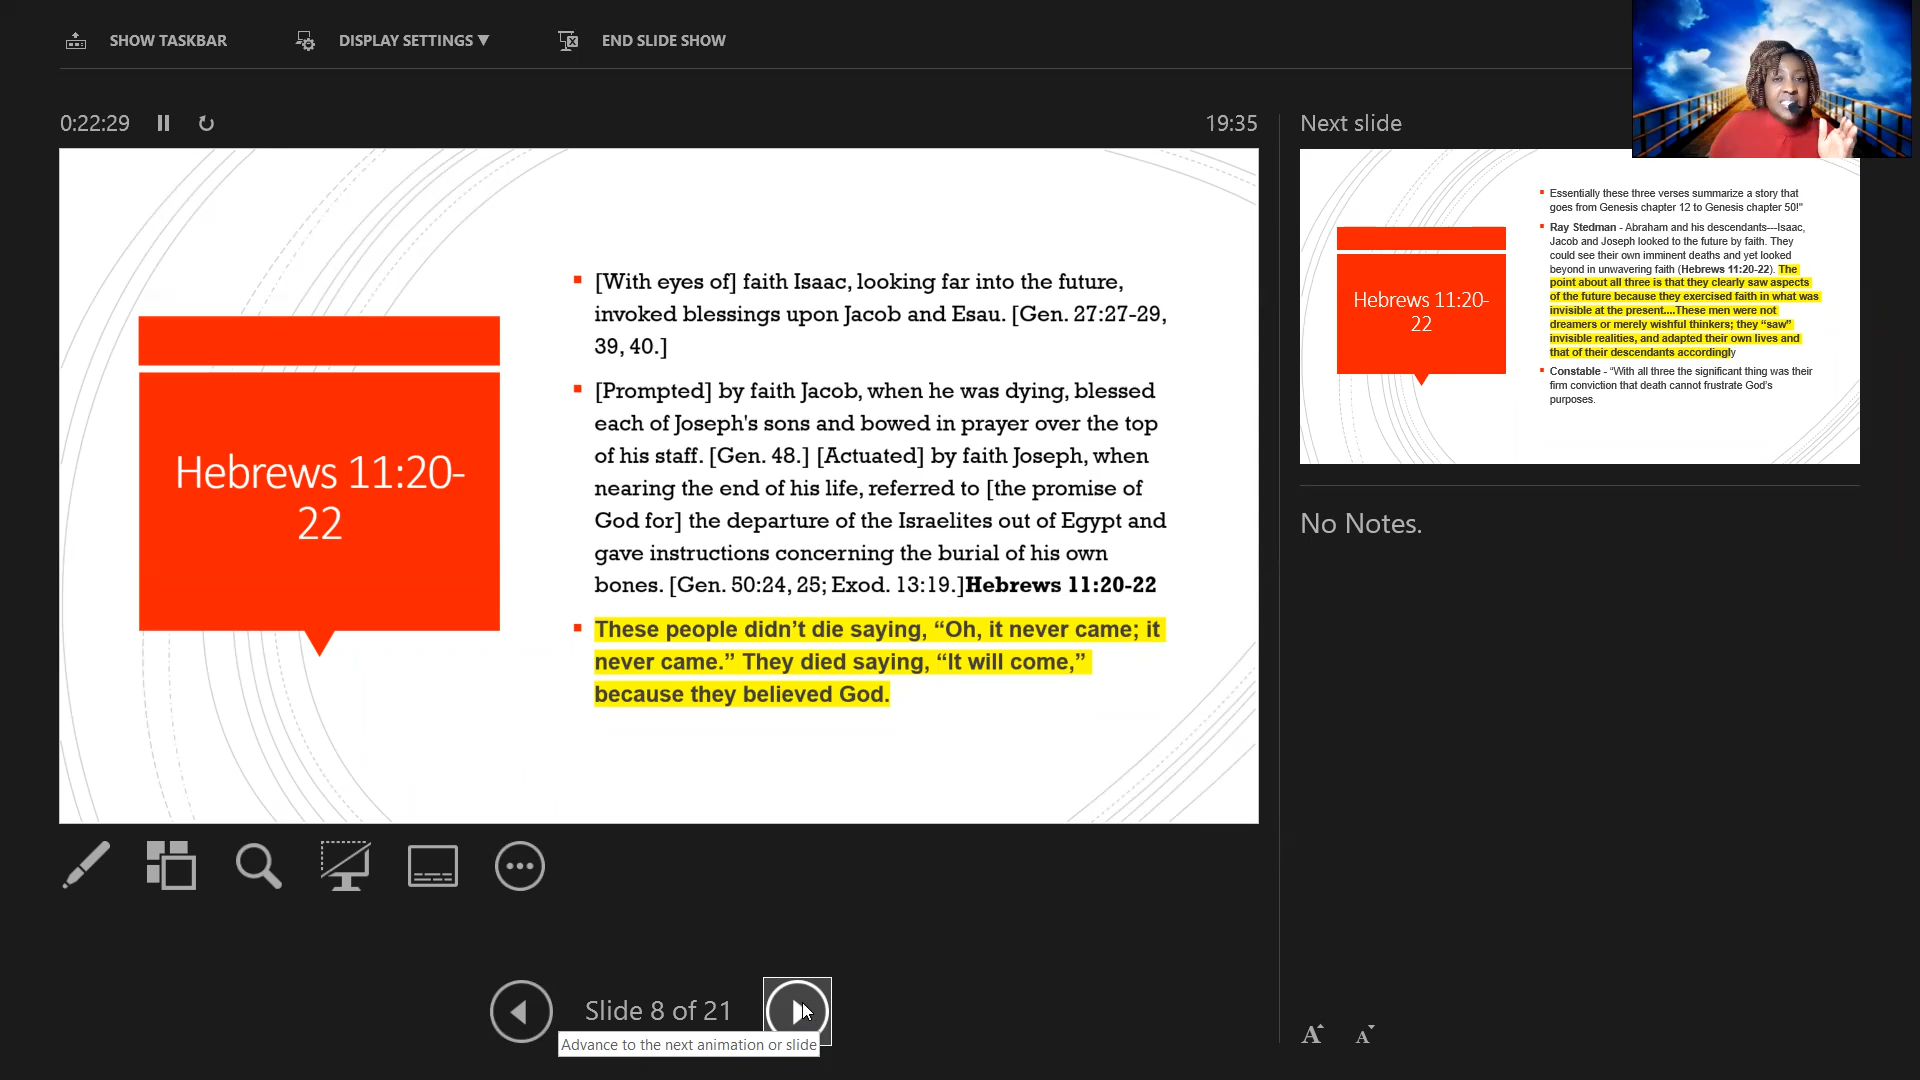 SHOW TASKBAR
DISPLAY SETTINGS ▼
END SLIDE SHOW
0:22:29
19:35
Next slide
Hebrews 11:20-
22
[With eyes of] faith Isaac, looking far into the future,
invoked blessings upon Jacob and Esau. [Gen. 27:27-29,
39, 40.]
[Prompted] by faith Jacob, when he was dying, blessed
each of Joseph's sons and bowed in prayer over the top
of his staff. [Gen. 48.] [Actuated] by faith Joseph, when
nearing the end of his life, referred to [the promise of
God for] the departure of the Israelites out of Egypt and
gave instructions concerning the burial of his own
bones. [Gen. 50:24, 25; Exod. 13:19.]Hebrews 11:20-22
These people didn’t die saying, “Oh, it never came; it
never came.” They died saying, “It will come,”
because they believed God.
Hebrews 11:20-
22
Essentially these three verses summarize a story that
goes from Genesis chapter 12 to Genesis chapter 50!"
Ray Stedman - Abraham and his descendants---Isaac,
Jacob and Joseph looked to the future by faith. They
could see their own imminent deaths and yet looked
beyond in unwavering faith (Hebrews 11:20-22). The
point about all three is that they clearly saw aspects
of the future because they exercised faith in what was
invisible at the present....These men were not
dreamers or merely wishful thinkers; they “saw”
invisible realities, and adapted their own lives and
that of their descendants accordingly
Constable - “With all three the significant thing was their
firm conviction that death cannot frustrate God’s
purposes.
No Notes.
Slide 8 of 21
Advance to the next animation or slide
A
A